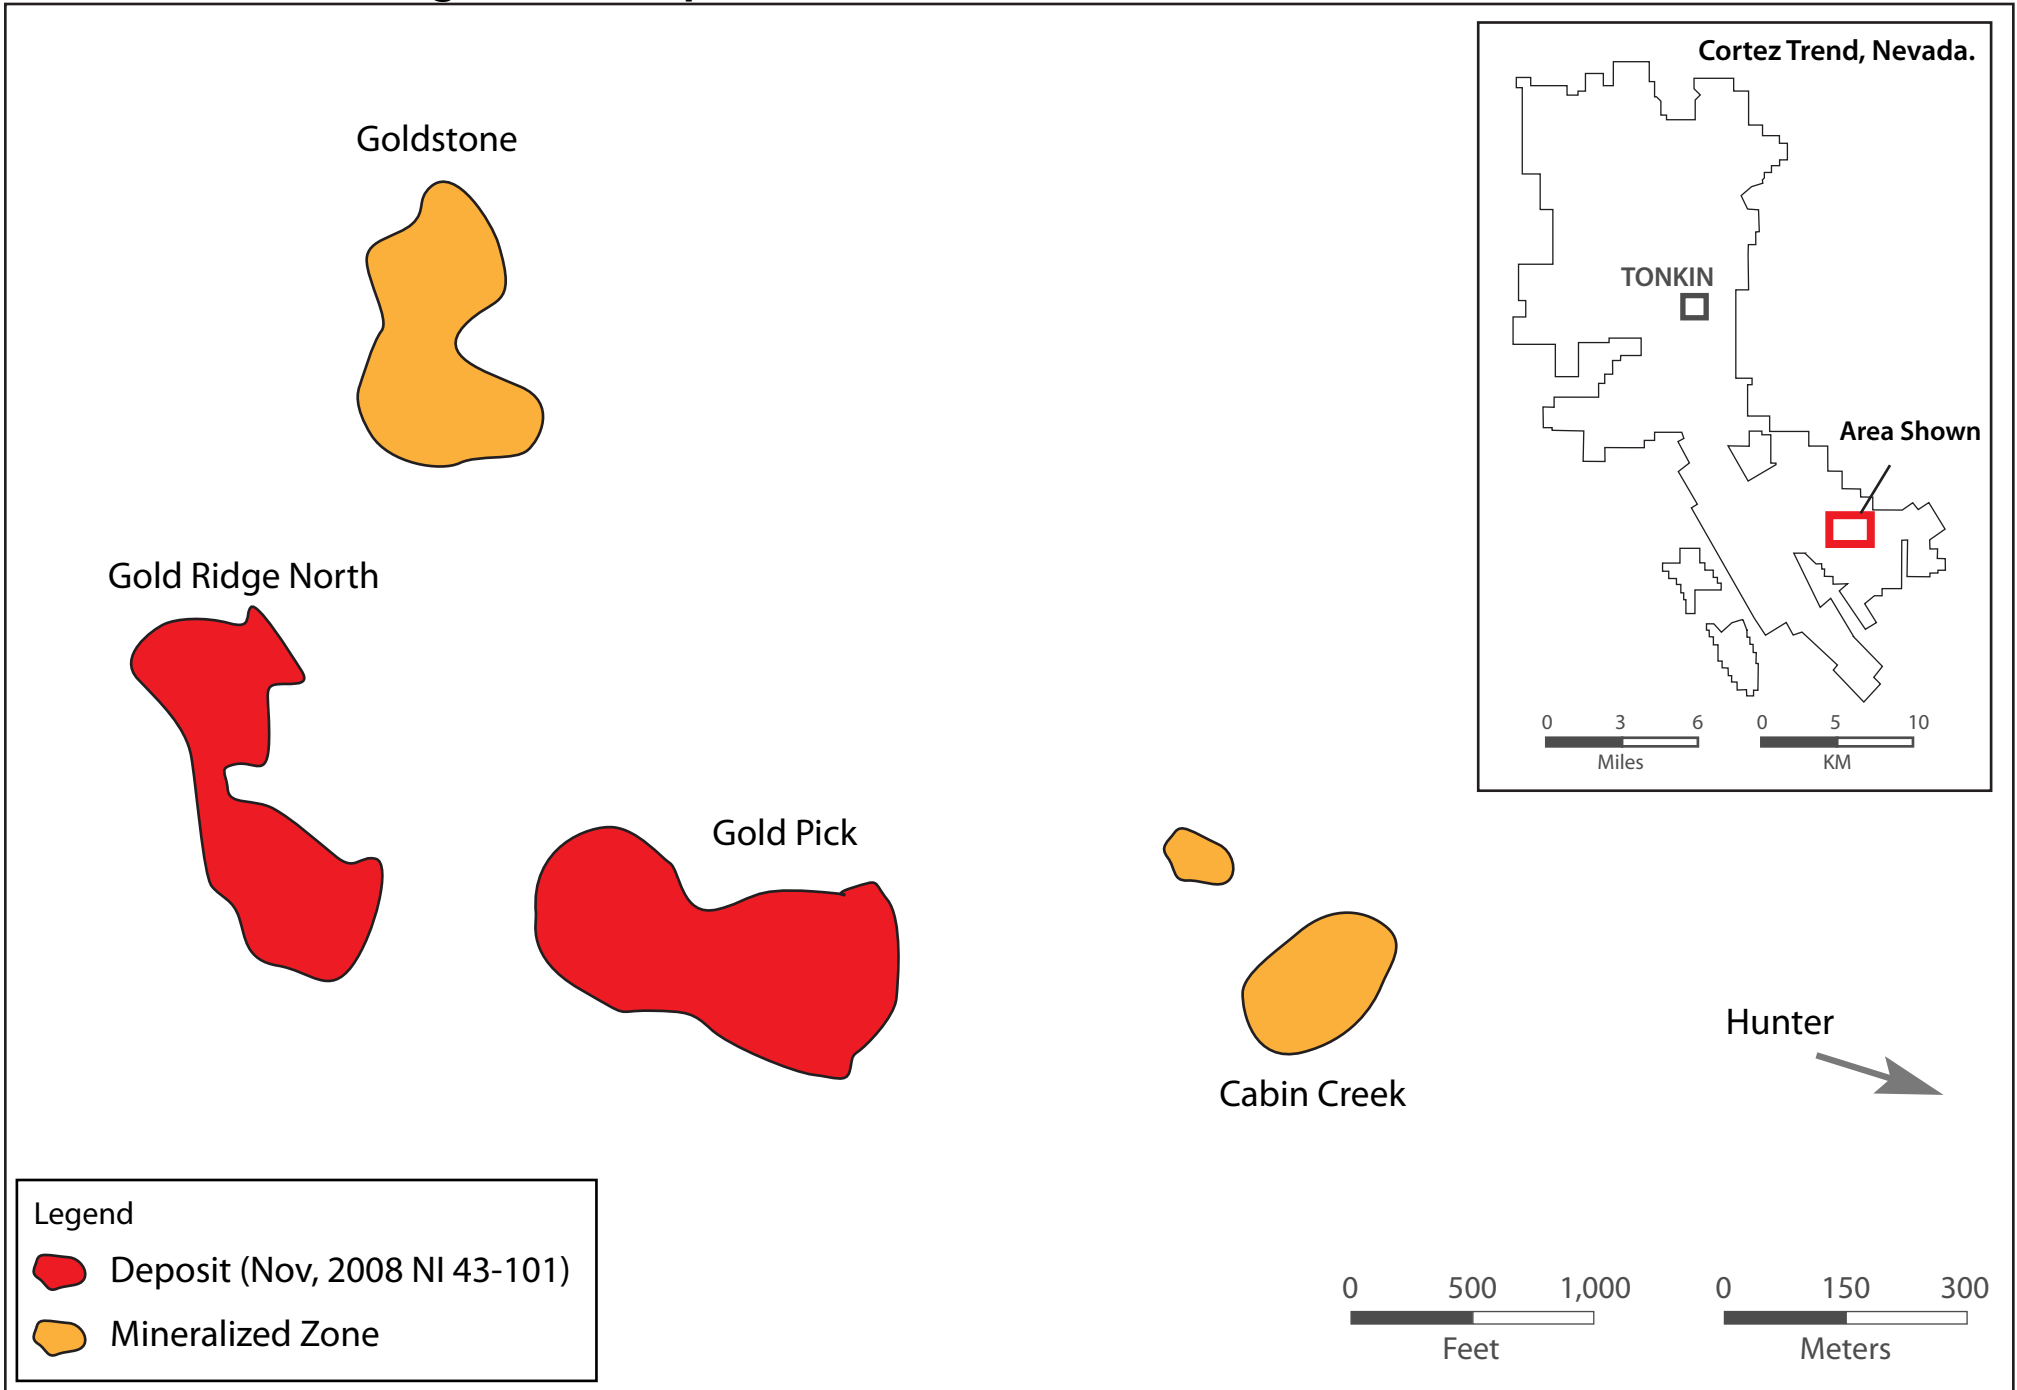 Cortez Trend, Nevada.
Goldstone
TONKIN
Area Shown
Gold Ridge North
0 3 6
Miles
0 5 10
KM
Gold Pick
Hunter
Cabin Creek
Legend
Deposit (Nov, 2008 NI 43-101)
Mineralized Zone
0 500 1,000
Feet
0 150 300
Meters